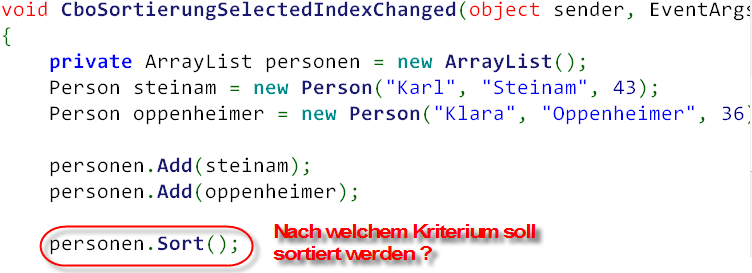 void CboSortierungSelectedIndexChanged(object sender, EventArgs
{
private ArrayList personen = new ArrayList();
Person steinam = new Person("Karl", "Steinam", 43);
Person oppenheimer = new Person("Klara", "Oppenheimer", 36)
personen.Add(steinam);
personen.Add(oppenheimer);
personen.Sort();
Nach welchem Kriterium soll
sortiert werden ?